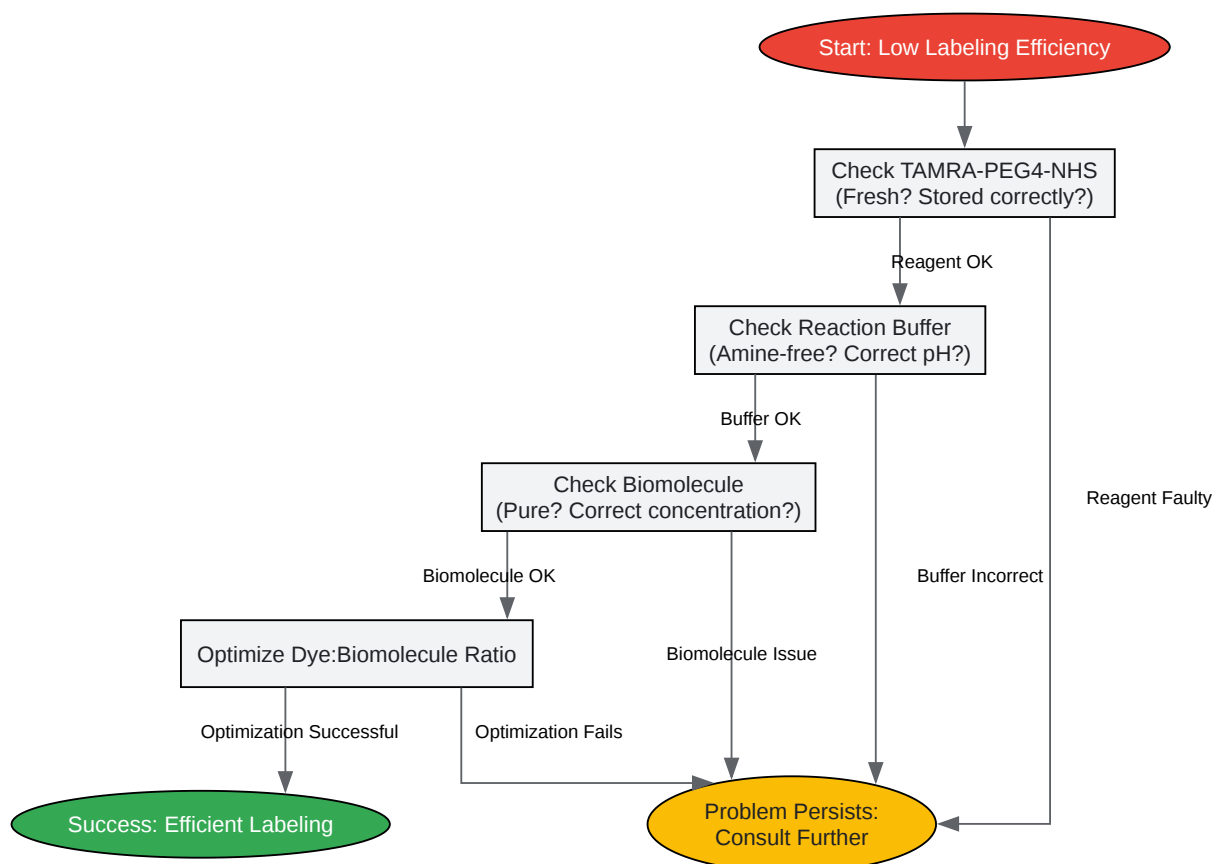 Start: Low Labeling Efficiency
Check TAMRA-PEG4-NHS
(Fresh? Stored correctly?)
Reagent OK
Check Reaction Buffer
(Amine-free? Correct pH?)
Buffer OK
Check Biomolecule
(Pure? Correct concentration?)
Reagent Faulty
Biomolecule OK
Buffer Incorrect
Optimize Dye:Biomolecule Ratio
Biomolecule Issue
Optimization Successful
Optimization Fails
Success: Efficient Labeling
Problem Persists:
Consult Further